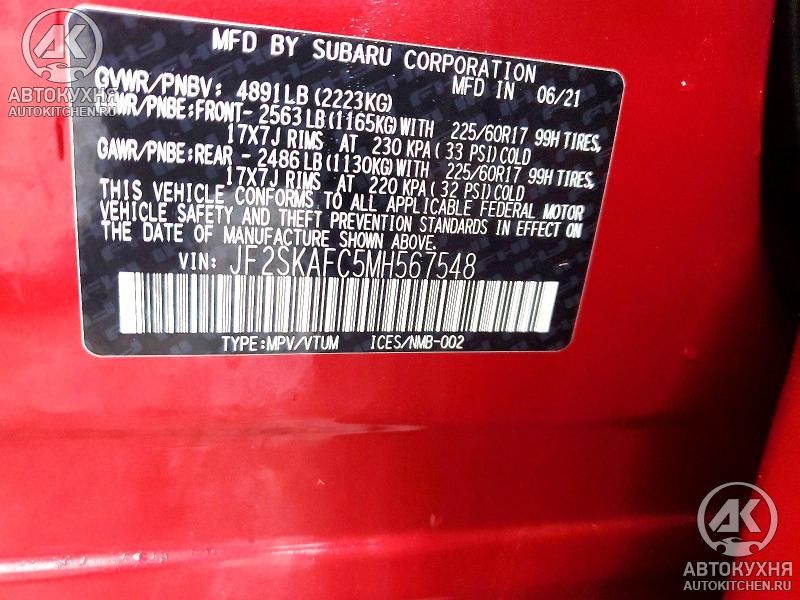 MFD BY SUBARU CORPORATION
MFD IN 06/21
GVWR/PNBV: 4891LB(2223KG)
GAWR/PNBE:FRONT- 2563LB(1165KG)WITH 225/60R17 99H TIRES,
17X7J RIMS AT 230 KPA( 33 PSI)COLD
GAWR/PNBE:REAR - 2486LB(1130KG)WITH 225/60R17 99H TIRES,
17X7J RIMS AT 220 KPA( 32 PSI)COLD
THIS VEHICLE CONFORMS TO ALL APPLICABLE FEDERAL MOTOR
VEHICLE SAFETY AND THEFT PREVENTION STANDARDS IN EFFECT ON
THE DATE OF MANUFACTURE SHOWN ABOVE.
VIN: JF2SKAFC5MH567548
TYPE:MPV/VTUM ICES/NMB-002
АК
АВТОКУХНЯ
AUTOKITCHEN.RU
АК
АВТОКУХНЯ
AUTOKITCHEN.RU